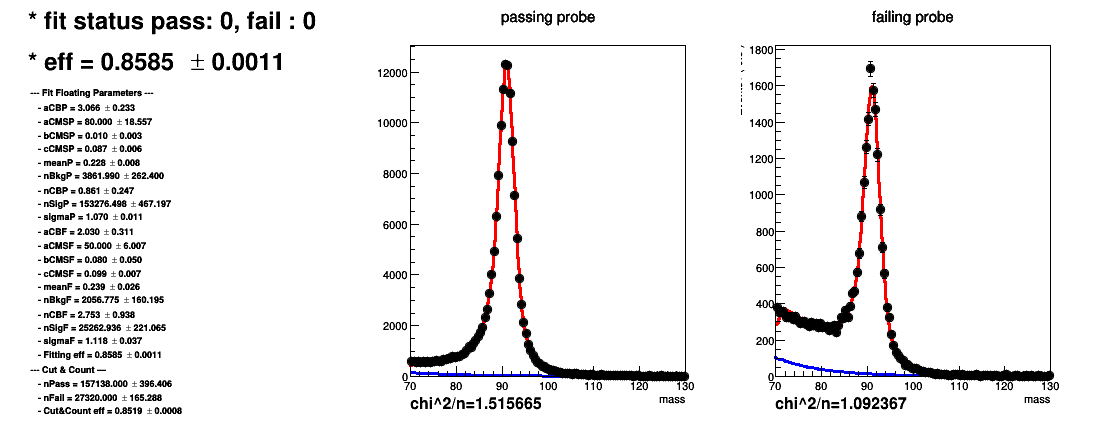 * fit status pass: 0, fail : 0
* eff = 0.8585 ± 0.0011
--- Fit Floating Parameters ---
- aCBP = 3.066 ± 0.233
- aCMSP = 80.000 ± 18.557
- bCMSP = 0.010 ± 0.003
- cCMSP = 0.087 ± 0.006
- meanP = 0.228 ± 0.008
- nBkgP = 3861.990 ± 262.400
- nCBP = 0.861 ± 0.247
- nSigP = 153276.498 ± 467.197
- sigmaP = 1.070 ± 0.011
- aCBF = 2.030 ± 0.311
- aCMSF = 50.000 ± 6.007
- bCMSF = 0.080 ± 0.050
- cCMSF = 0.099 ± 0.007
- meanF = 0.239 ± 0.026
- nBkgF = 2056.775 ± 160.195
- nCBF = 2.753 ± 0.938
- nSigF = 25262.936 ± 221.065
- sigmaF = 1.118 ± 0.037
- Fitting eff = 0.8585 ± 0.0011
--- Cut & Count ---
- nPass = 157138.000 ± 396.406
- nFail = 27320.000 ± 165.288
- Cut&Count eff = 0.8519 ± 0.0008
passing probe
12000
10000
8000
6000
4000
2000
0
70 80 90 100 110 120 130
mass
chi^2/n=1.515665
failing probe
1800
1600
1400
1200
1000
800
600
400
200
0
70 80 90 100 110 120 130
mass
chi^2/n=1.092367